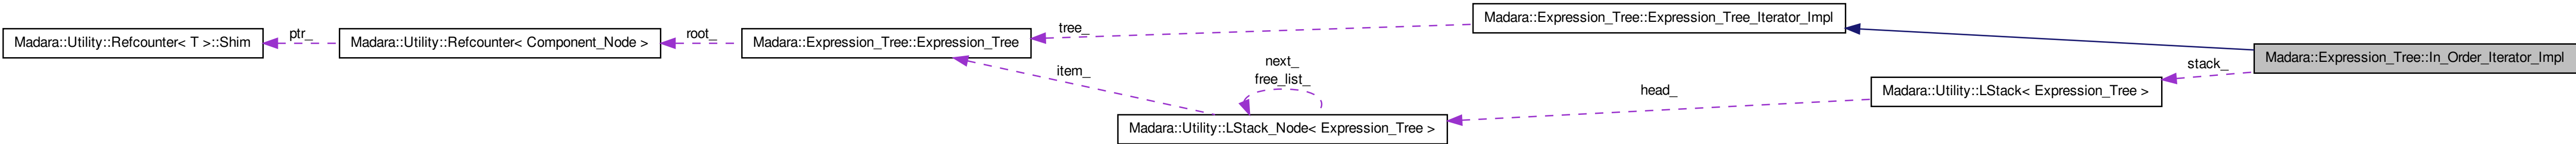 Madara::Utility::Refcounter< T >::Shim
ptr_
Madara::Utility::Refcounter< Component_Node >
root_
Madara::Expression_Tree::Expression_Tree
tree_
item_
Madara::Expression_Tree::Expression_Tree_Iterator_Impl
next_
free_list_
Madara::Utility::LStack_Node< Expression_Tree >
head_
Madara::Utility::LStack< Expression_Tree >
stack_
Madara::Expression_Tree::In_Order_Iterator_Impl